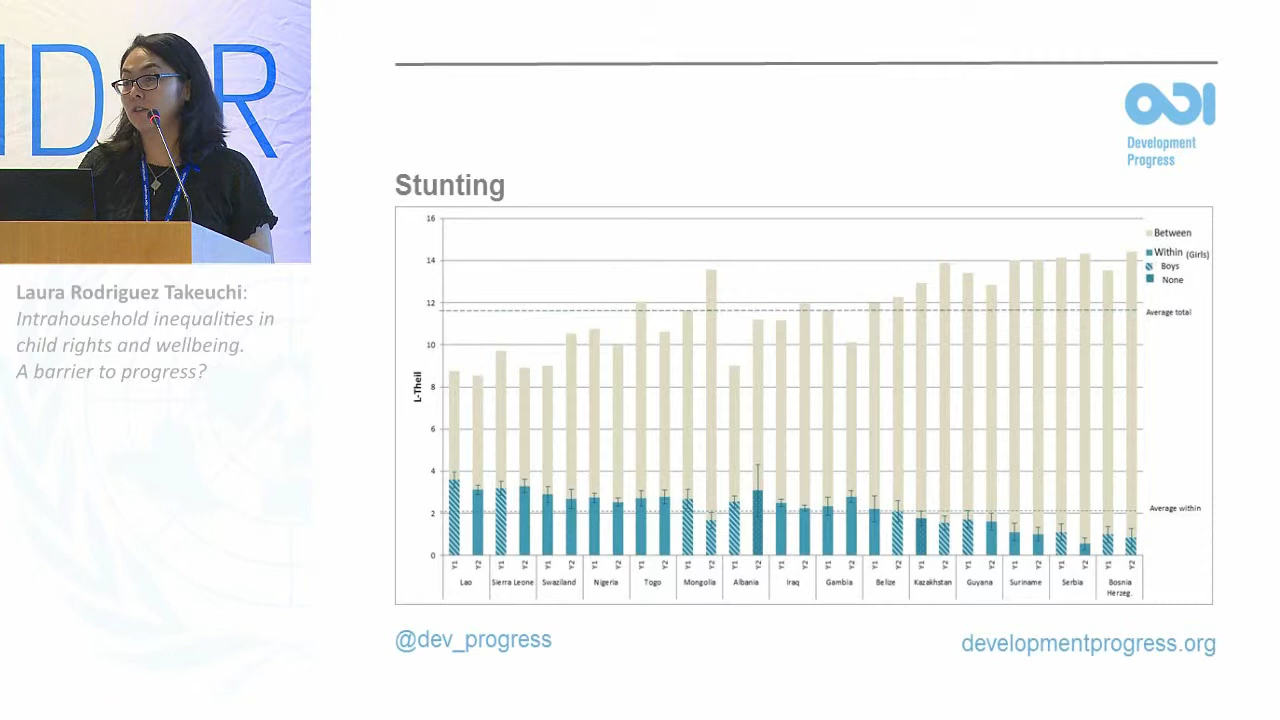 IDER
Laura Rodriguez Takeuchi:
Intrahousehold inequalities in
child rights and wellbeing.
A barrier to progress?
ODI
Development
Progress
Stunting
L-Theil
16
14
12
10
8
6
4
2
0
Between
Within (Girls)
Boys
None
Average total
Average within
Y1 Y2 Y1 Y2 Y1 Y2 Y1 Y2 Y1 Y2 Y1 Y2 Y1 Y2 Y1 Y2 Y1 Y2 Y1 Y2 Y1 Y2 Y1 Y2 Y1 Y2 Y1 Y2 Y1 Y2
Lao Sierra Leone Swaziland Nigeria Togo Mongolia Albania Iraq Gambia Belize Kazakhstan Guyana Suriname Serbia Bosnia
Herzeg.
@dev_progress
developmentprogress.org